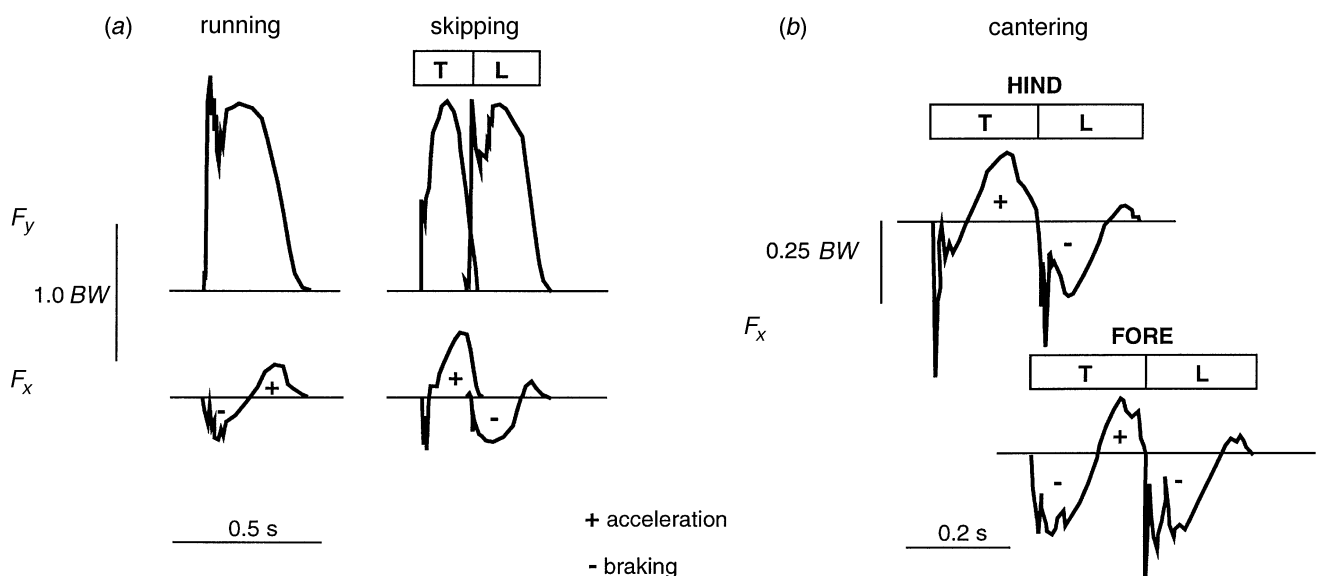 (a) running skipping
T L
F_y
1.0 BW
F_x
-
+
+
-
0.5 s
+ acceleration
- braking
(b) cantering
HIND
T L
+
-
0.25 BW
F_x
FORE
T L
+
-
-
0.2 s